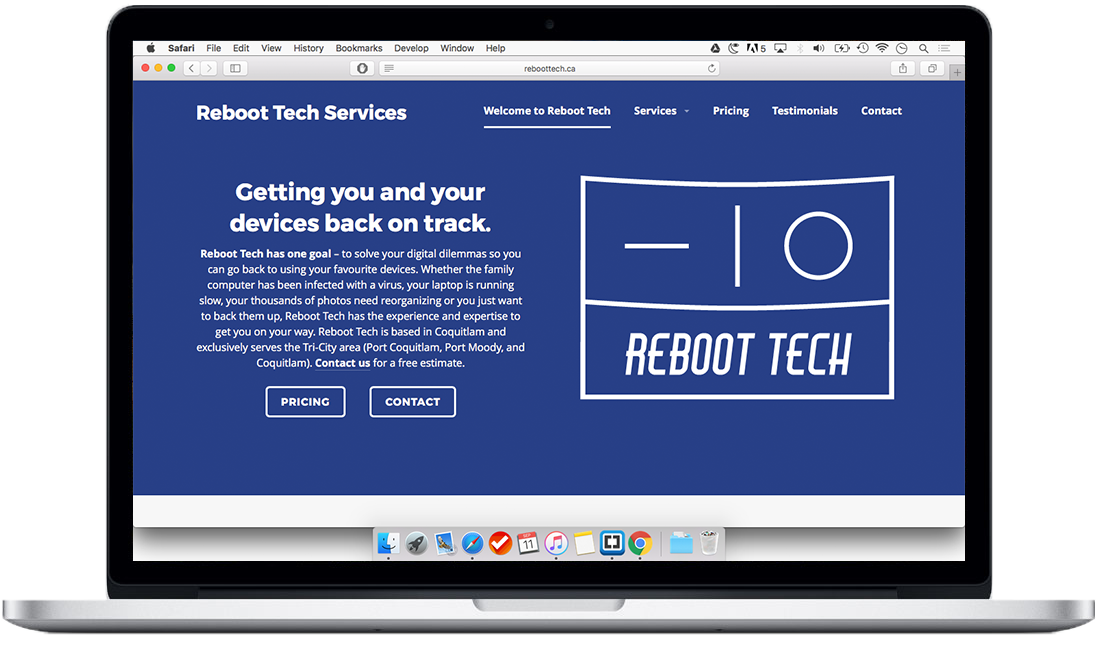 Safari File Edit View History Bookmarks Develop Window Help
5
reboottech.ca
Reboot Tech Services
Welcome to Reboot Tech Services Pricing Testimonials Contact
Getting you and your
devices back on track.
Reboot Tech has one goal – to solve your digital dilemmas so you
can go back to using your favourite devices. Whether the family
computer has been infected with a virus, your laptop is running
slow, your thousands of photos need reorganizing or you just want
to back them up, Reboot Tech has the experience and expertise to
get you on your way. Reboot Tech is based in Coquitlam and
exclusively serves the Tri-City area (Port Coquitlam, Port Moody, and
Coquitlam). Contact us for a free estimate.
PRICING CONTACT
REBOOT TECH
SEP
11